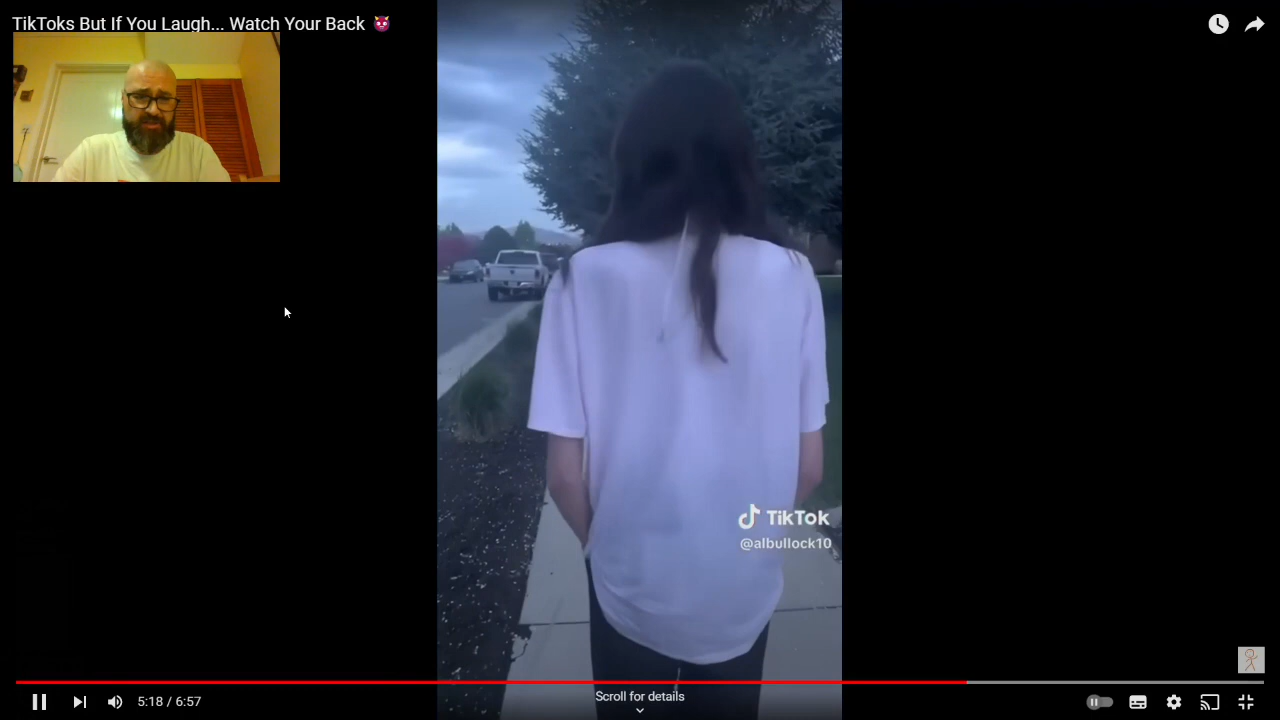 TikToks But If You Laugh... Watch Your Back 😈
TikTok
@albullock10
5:18 / 6:57
Scroll for details